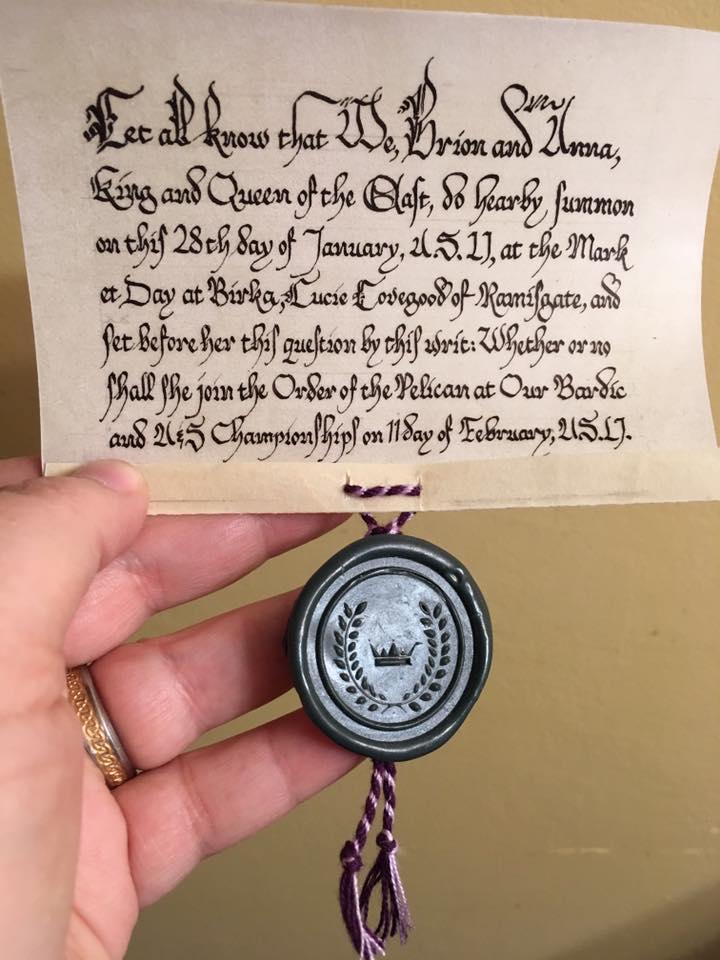 Let all know that We, Brion and Anna,
King and Queen of the East, do hearby summon
on this 28th day of January, A.S. LI, at the Mark
et Day at Birka, Lucie Lovegood of Ramisgate, and
set before her this question by this writ: Whether or no
shall she join the Order of the Pelican at Our Bardic
and A&S Championships on 11 day of February, A.S. LI.